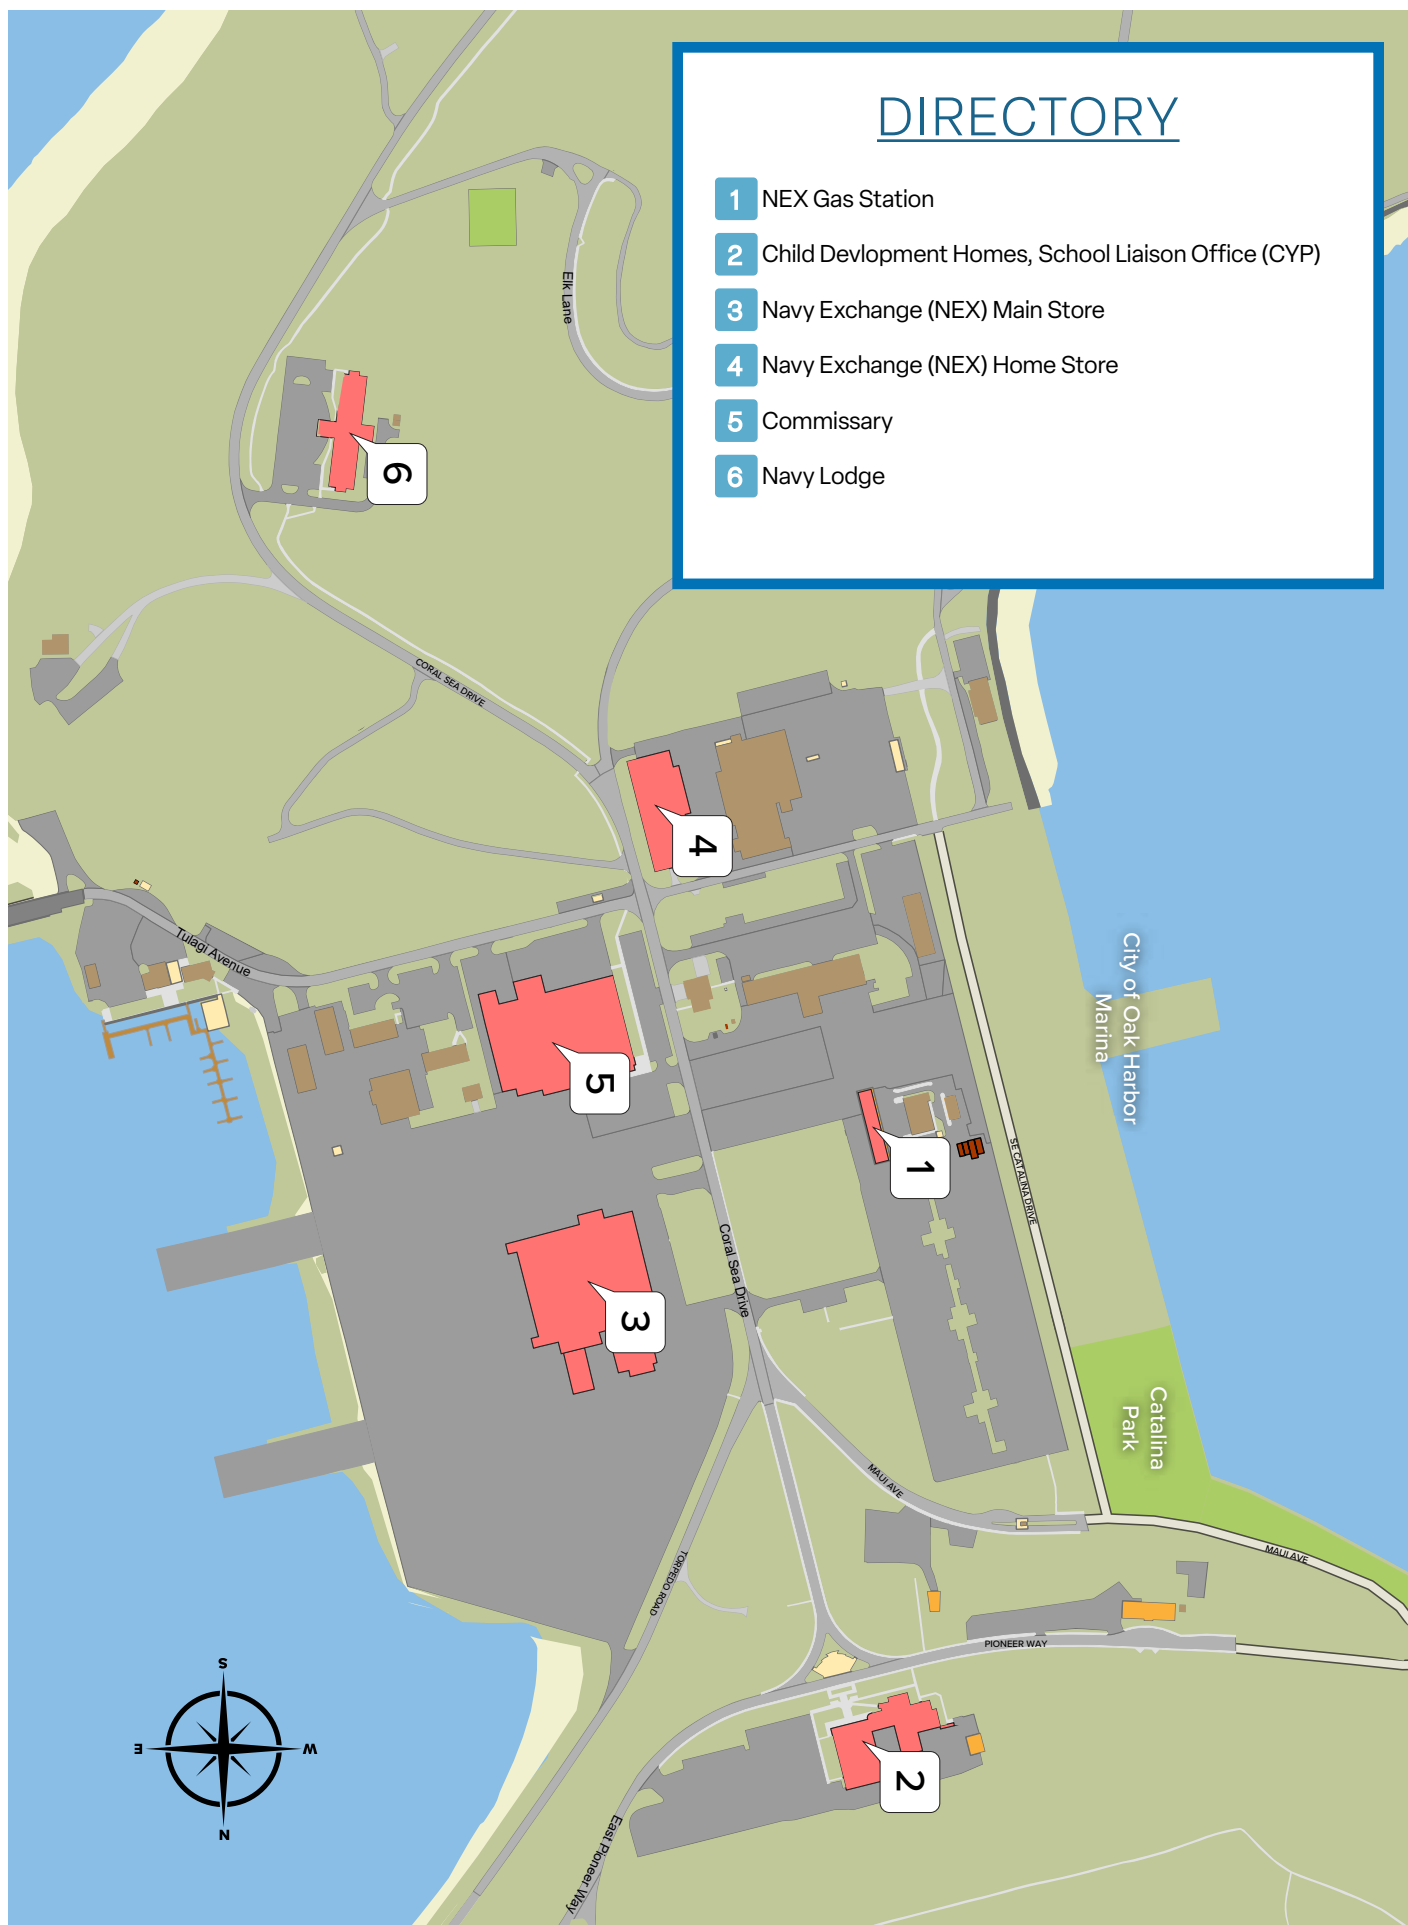 DIRECTORY
1 NEX Gas Station
2 Child Devlopment Homes, School Liaison Office (CYP)
3 Navy Exchange (NEX) Main Store
4 Navy Exchange (NEX) Home Store
5 Commissary
6 Navy Lodge
Elk Lane
6
CORAL SEA DRIVE
4
Tulagi Avenue
City of Oak Harbor
Marina
5
1
SE CATALINA DRIVE
Coral Sea Drive
3
Catalina
Park
MAUI AVE
MAUI AVE
TORPEDO ROAD
PIONEER WAY
2
East Pioneer Way
S
E
W
N